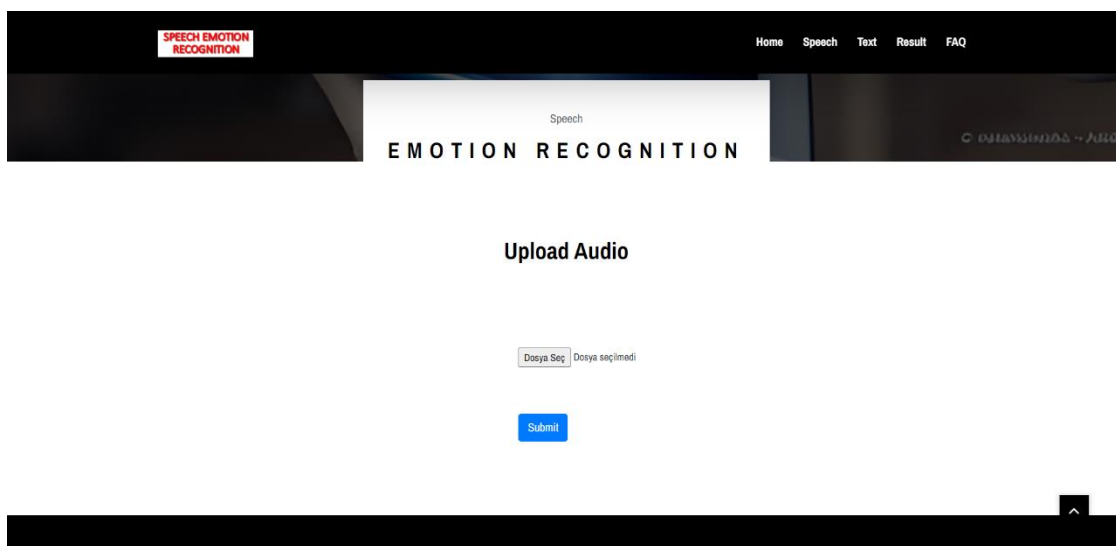 SPEECH EMOTION
RECOGNITION
Home Speech Text Result FAQ
Speech
EMOTION RECOGNITION
Upload Audio
Dosya Seç Dosya seçilmedi
Submit